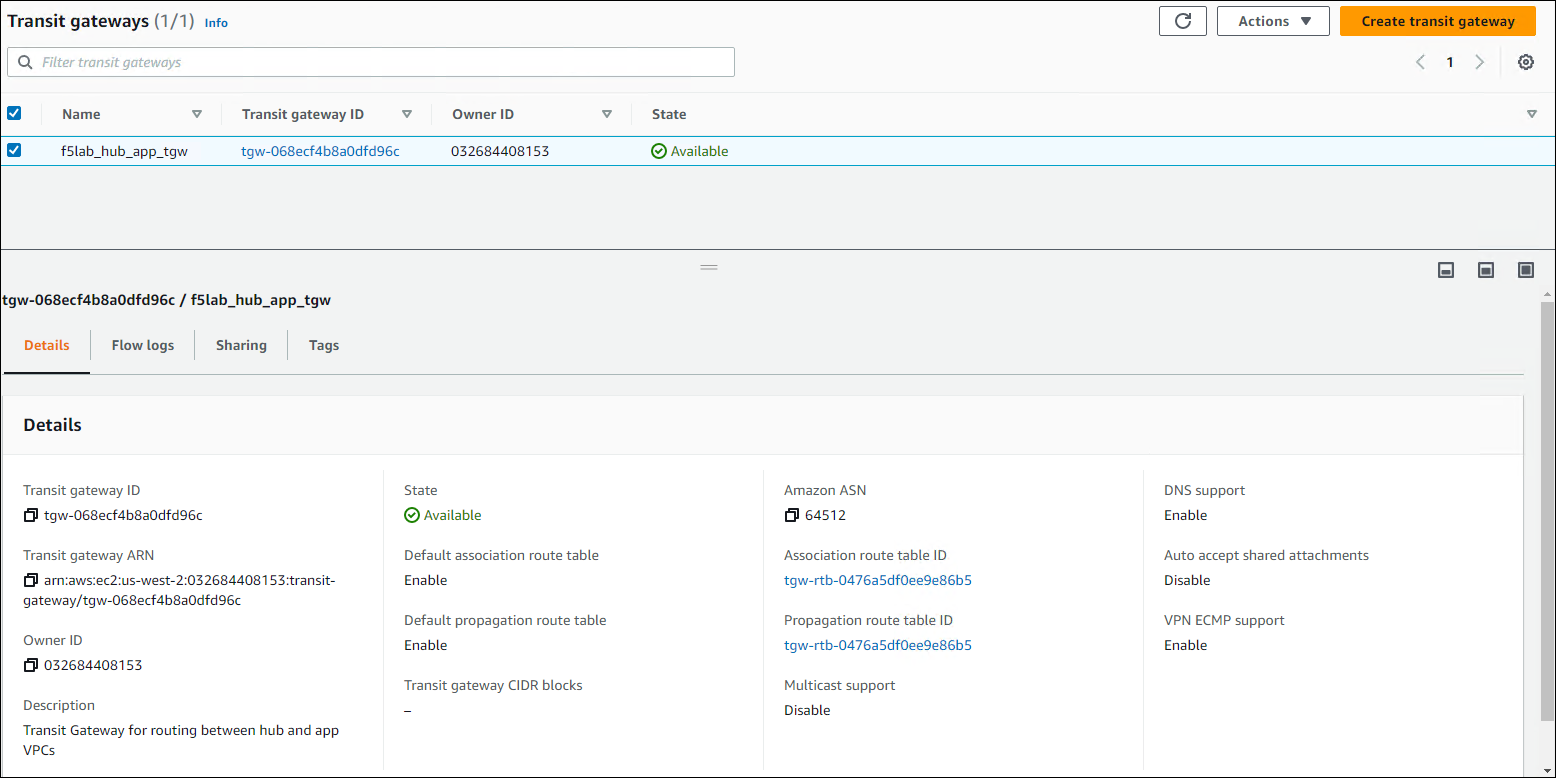 Transit gateways (1/1) Info
Actions ▼
Create transit gateway
Filter transit gateways
1
Name
Transit gateway ID
Owner ID
State
f5lab_hub_app_tgw
tgw-068ecf4b8a0dfd96c
032684408153
Available
tgw-068ecf4b8a0dfd96c / f5lab_hub_app_tgw
Details
Flow logs
Sharing
Tags
Details
Transit gateway ID
tgw-068ecf4b8a0dfd96c
Transit gateway ARN
arn:aws:ec2:us-west-2:032684408153:transit-
gateway/tgw-068ecf4b8a0dfd96c
Owner ID
032684408153
Description
Transit Gateway for routing between hub and app
VPCs
State
Available
Default association route table
Enable
Default propagation route table
Enable
Transit gateway CIDR blocks
–
Amazon ASN
64512
Association route table ID
tgw-rtb-0476a5df0ee9e86b5
Propagation route table ID
tgw-rtb-0476a5df0ee9e86b5
Multicast support
Disable
DNS support
Enable
Auto accept shared attachments
Disable
VPN ECMP support
Enable